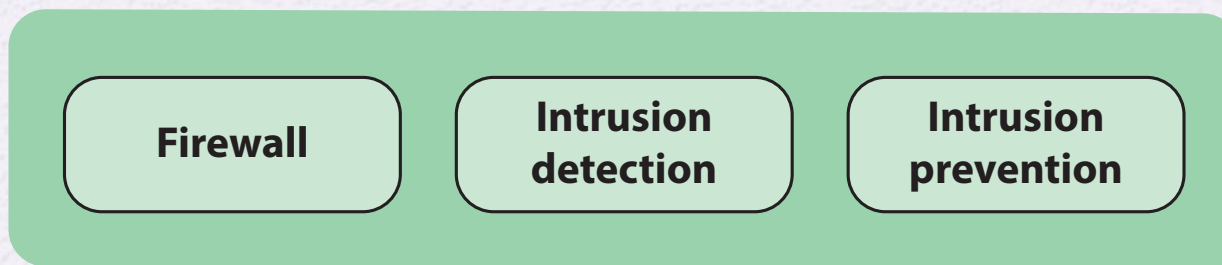 Firewall
Intrusion
detection
Intrusion
prevention